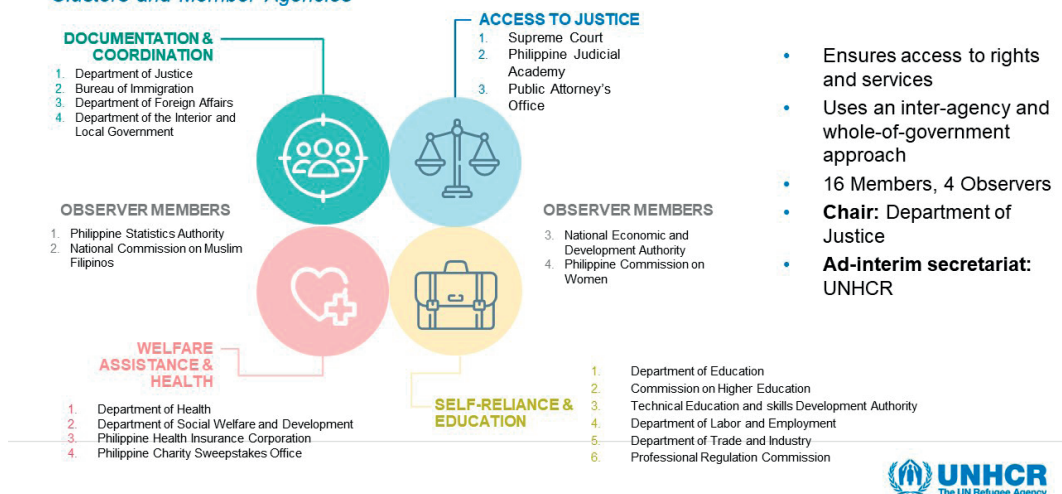 Clusters and Member Agencies
DOCUMENTATION &
COORDINATION
1. Department of Justice
2. Bureau of Immigration
3. Department of Foreign Affairs
4. Department of the Interior and
Local Government
ACCESS TO JUSTICE
1. Supreme Court
2. Philippine Judicial
Academy
3. Public Attorney's
Office
OBSERVER MEMBERS
1. Philippine Statistics Authority
2. National Commission on Muslim
Filipinos
OBSERVER MEMBERS
3. National Economic and
Development Authority
4. Philippine Commission on
Women
WELFARE
ASSISTANCE &
HEALTH
1. Department of Health
2. Department of Social Welfare and Development
3. Philippine Health Insurance Corporation
4. Philippine Charity Sweepstakes Office
SELF-RELIANCE &
EDUCATION
1. Department of Education
2. Commission on Higher Education
3. Technical Education and skills Development Authority
4. Department of Labor and Employment
5. Department of Trade and Industry
6. Professional Regulation Commission
• Ensures access to rights
and services
• Uses an inter-agency and
whole-of-government
approach
• 16 Members, 4 Observers
• Chair: Department of
Justice
• Ad-interim secretariat:
UNHCR
UNHCR
The UN Refugee Agency